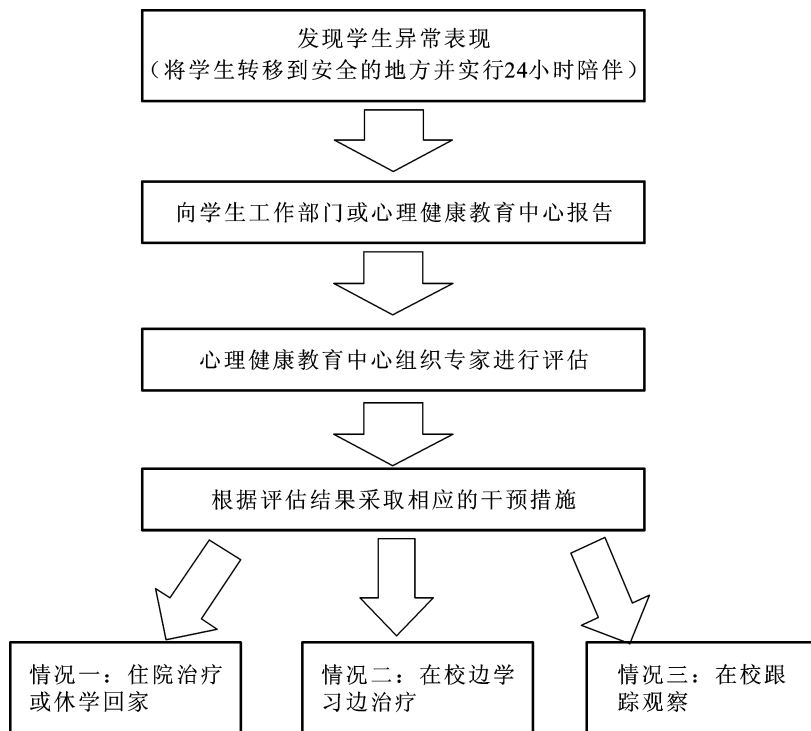 发现学生异常表现
（将学生转移到安全的地方并实行24小时陪伴）
向学生工作部门或心理健康教育中心报告
心理健康教育中心组织专家进行评估
根据评估结果采取相应的干预措施
情况一：住院治疗
或休学回家
情况二：在校边学
习边治疗
情况三：在校跟
踪观察